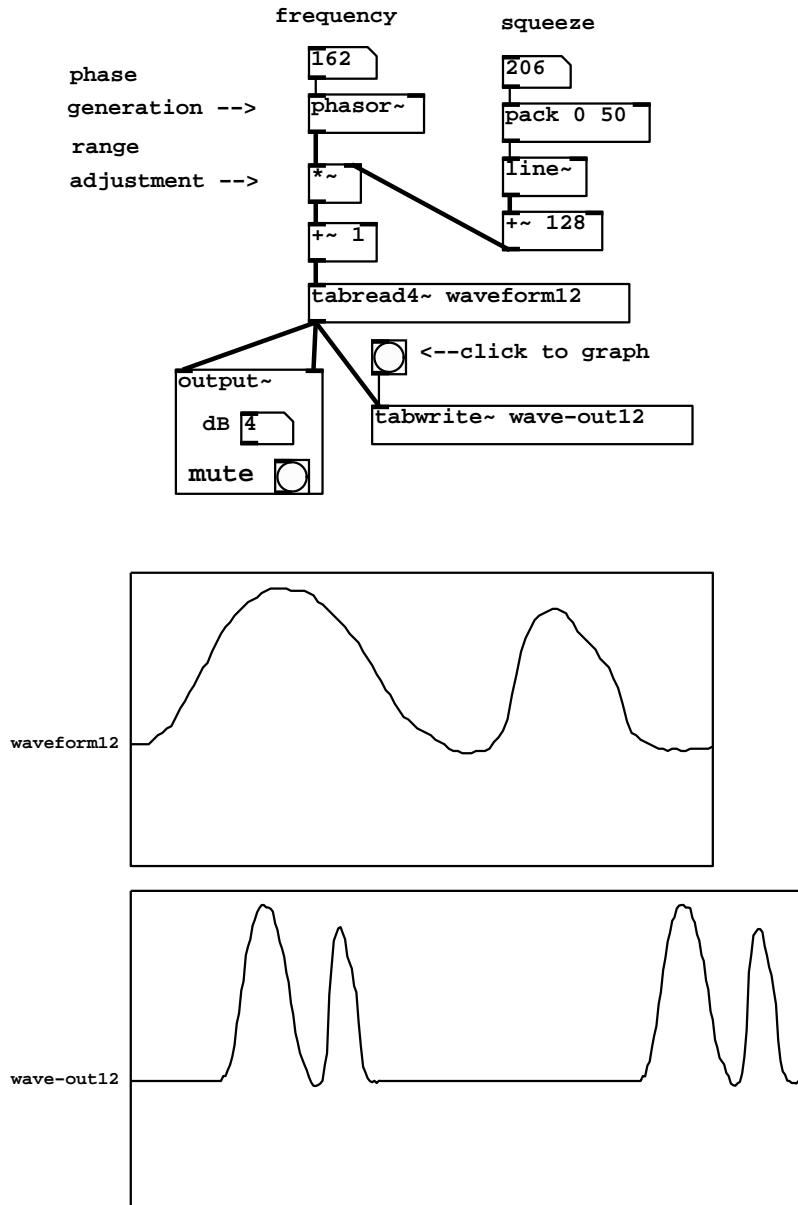 frequency
squeeze
162
206
phase
generation -->
phasor~
pack 0 50
range
adjustment -->
*~
line~
+~ 1
+~ 128
tabread4~ waveform12
<--click to graph
output~
dB 4
mute
tabwrite~ wave-out12
waveform12
wave-out12